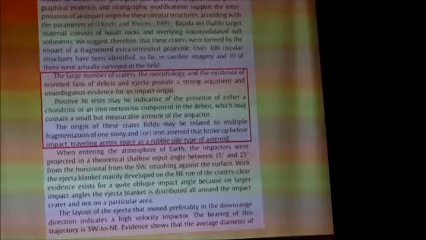 graphical evidence, and stratigraphic modifications support the inter-
pretation of an impact origin for these circular structures, according with
the parameters of O'Keefe and Ahrens (1995). Bajada del Diablo target
material consists of basalt rocks and overlying unconsolidated soft
sediments. We suggest, therefore, that these craters were formed by the
impact of a fragmented extra-terrestrial projectile. Over 100 circular
structures have been identified, so far, in satellite imagery and 10 of
them were actually surveyed in the field.
The large number of craters, the morphology, and the existence of
oriented fans of debris and ejecta provide a strong argument and
unambiguous evidence for an impact origin.
Positive Ni tests may be indicative of the presence of either a
chondritic or an iron meteoritic component in the debris, which may
contain a small but measurable amount of the impactor.
The origin of these crater fields may be related to multiple
fragmentation of one stony and (or) iron asteroid that broke up before
impact, traveling across space as a rubble pile type of asteroid.
When entering the atmosphere of Earth, the impactors were
projected in a theoretical shallow input angle between 15° and 25°
from the horizontal from the SW, smashing against the surface. With
the ejecta blanket mainly developed on the NE run of the craters, clear
evidence exists for a quite oblique impact angle because on larger
impact angles the ejecta blanket is distributed all around the impact
crater and not on a particular area.
The layout of the ejecta that moved preferably in the downrange
direction indicates a high velocity impactor. The bearing of this
trajectory is SW-to-NE. Evidence shows that the average diameter of